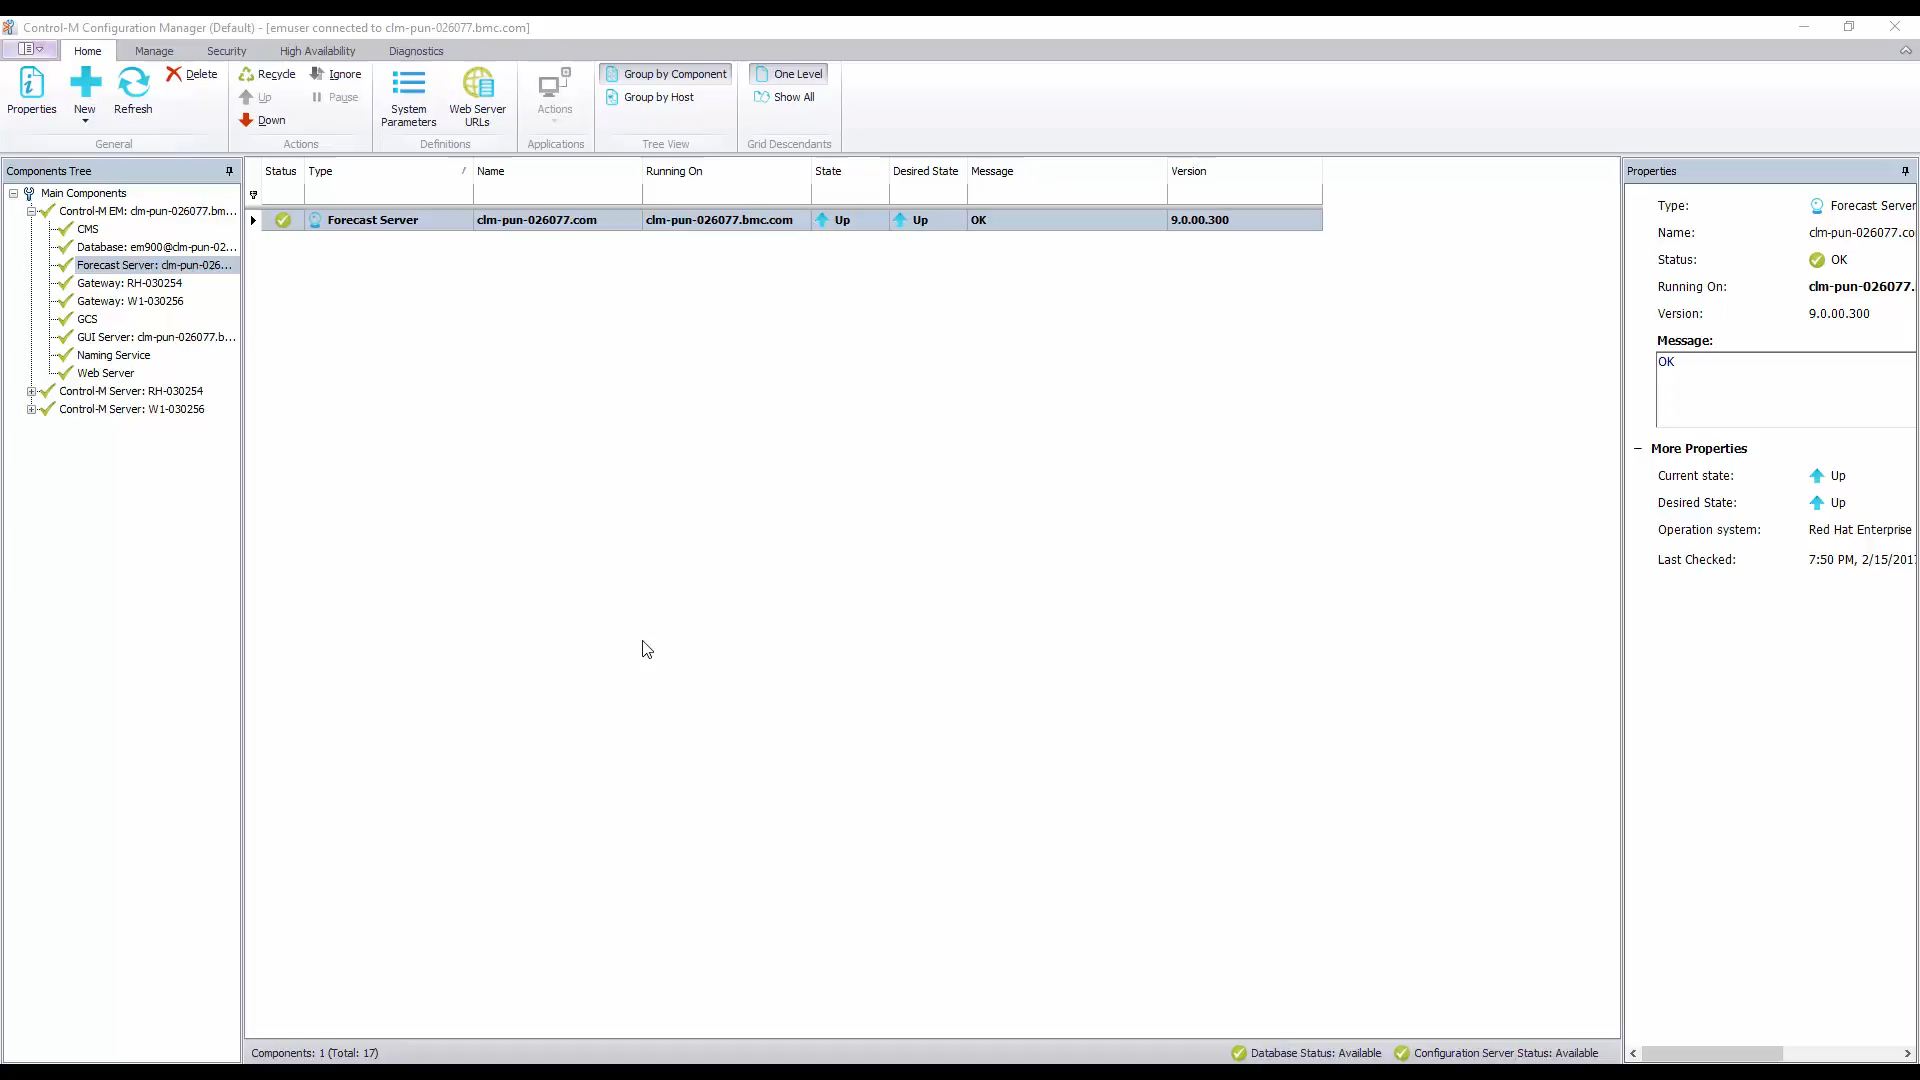 Control-M Configuration Manager (Default) - [emuser connected to clm-pun-026077.bmc.com]
Home Manage Security High Availability Diagnostics
Properties
New
Refresh
Delete
General
Recycle
Up
Down
Ignore
Pause
Actions
System Parameters
Web Server URLs
Definitions
Actions
Applications
Group by Component
Group by Host
Tree View
One Level
Show All
Grid Descendants
Components Tree
Main Components
Control-M EM: clm-pun-026077.bm...
CMS
Database: em900@clm-pun-02...
Forecast Server: clm-pun-026...
Gateway: RH-030254
Gateway: W1-030256
GCS
GUI Server: clm-pun-026077.b...
Naming Service
Web Server
Control-M Server: RH-030254
Control-M Server: W1-030256
Status Type Name Running On State Desired State Message Version
Forecast Server clm-pun-026077.com clm-pun-026077.bmc.com Up Up OK 9.0.00.300
Properties
Type: Forecast Server
Name: clm-pun-026077.co
Status: OK
Running On: clm-pun-026077.
Version: 9.0.00.300
Message:
OK
More Properties
Current state: Up
Desired State: Up
Operation system: Red Hat Enterprise
Last Checked: 7:50 PM, 2/15/201
Components: 1 (Total: 17)
Database Status: Available Configuration Server Status: Available